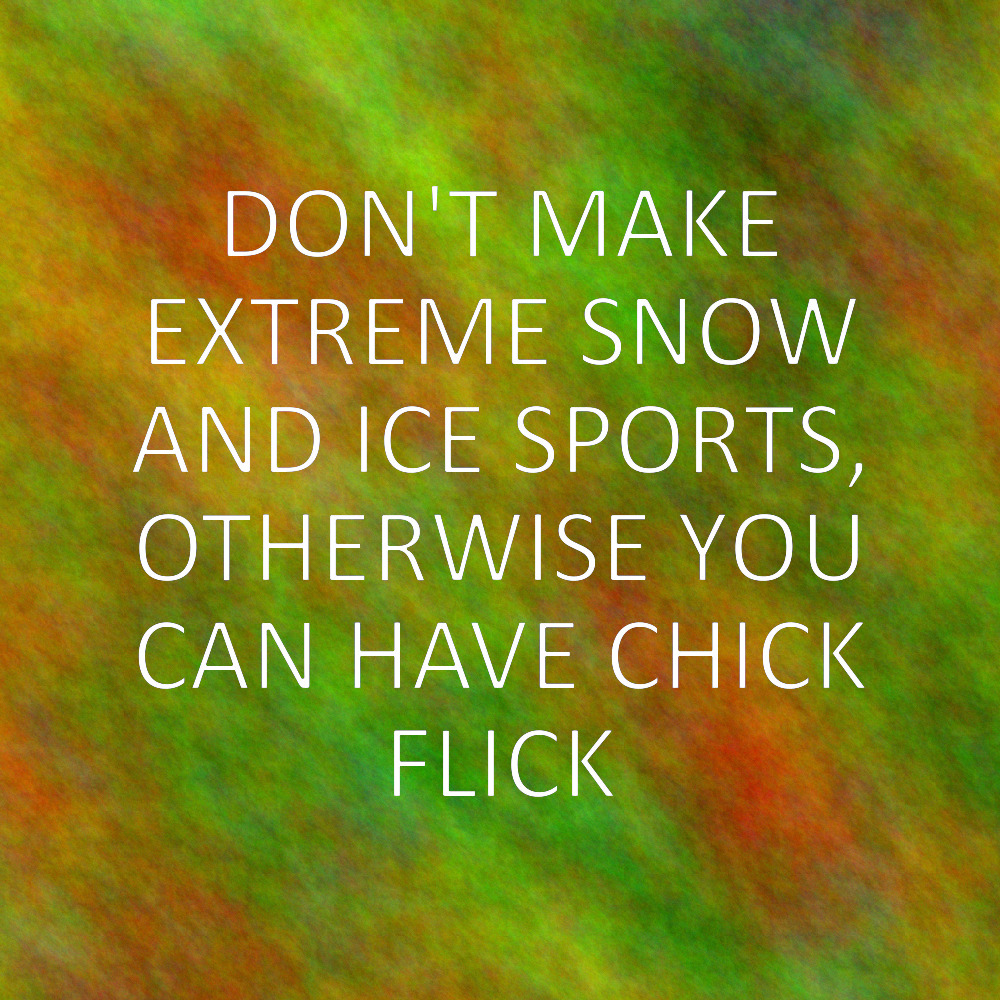 DON'T MAKE
EXTREME SNOW
AND ICE SPORTS,
OTHERWISE YOU
CAN HAVE CHICK
FLICK